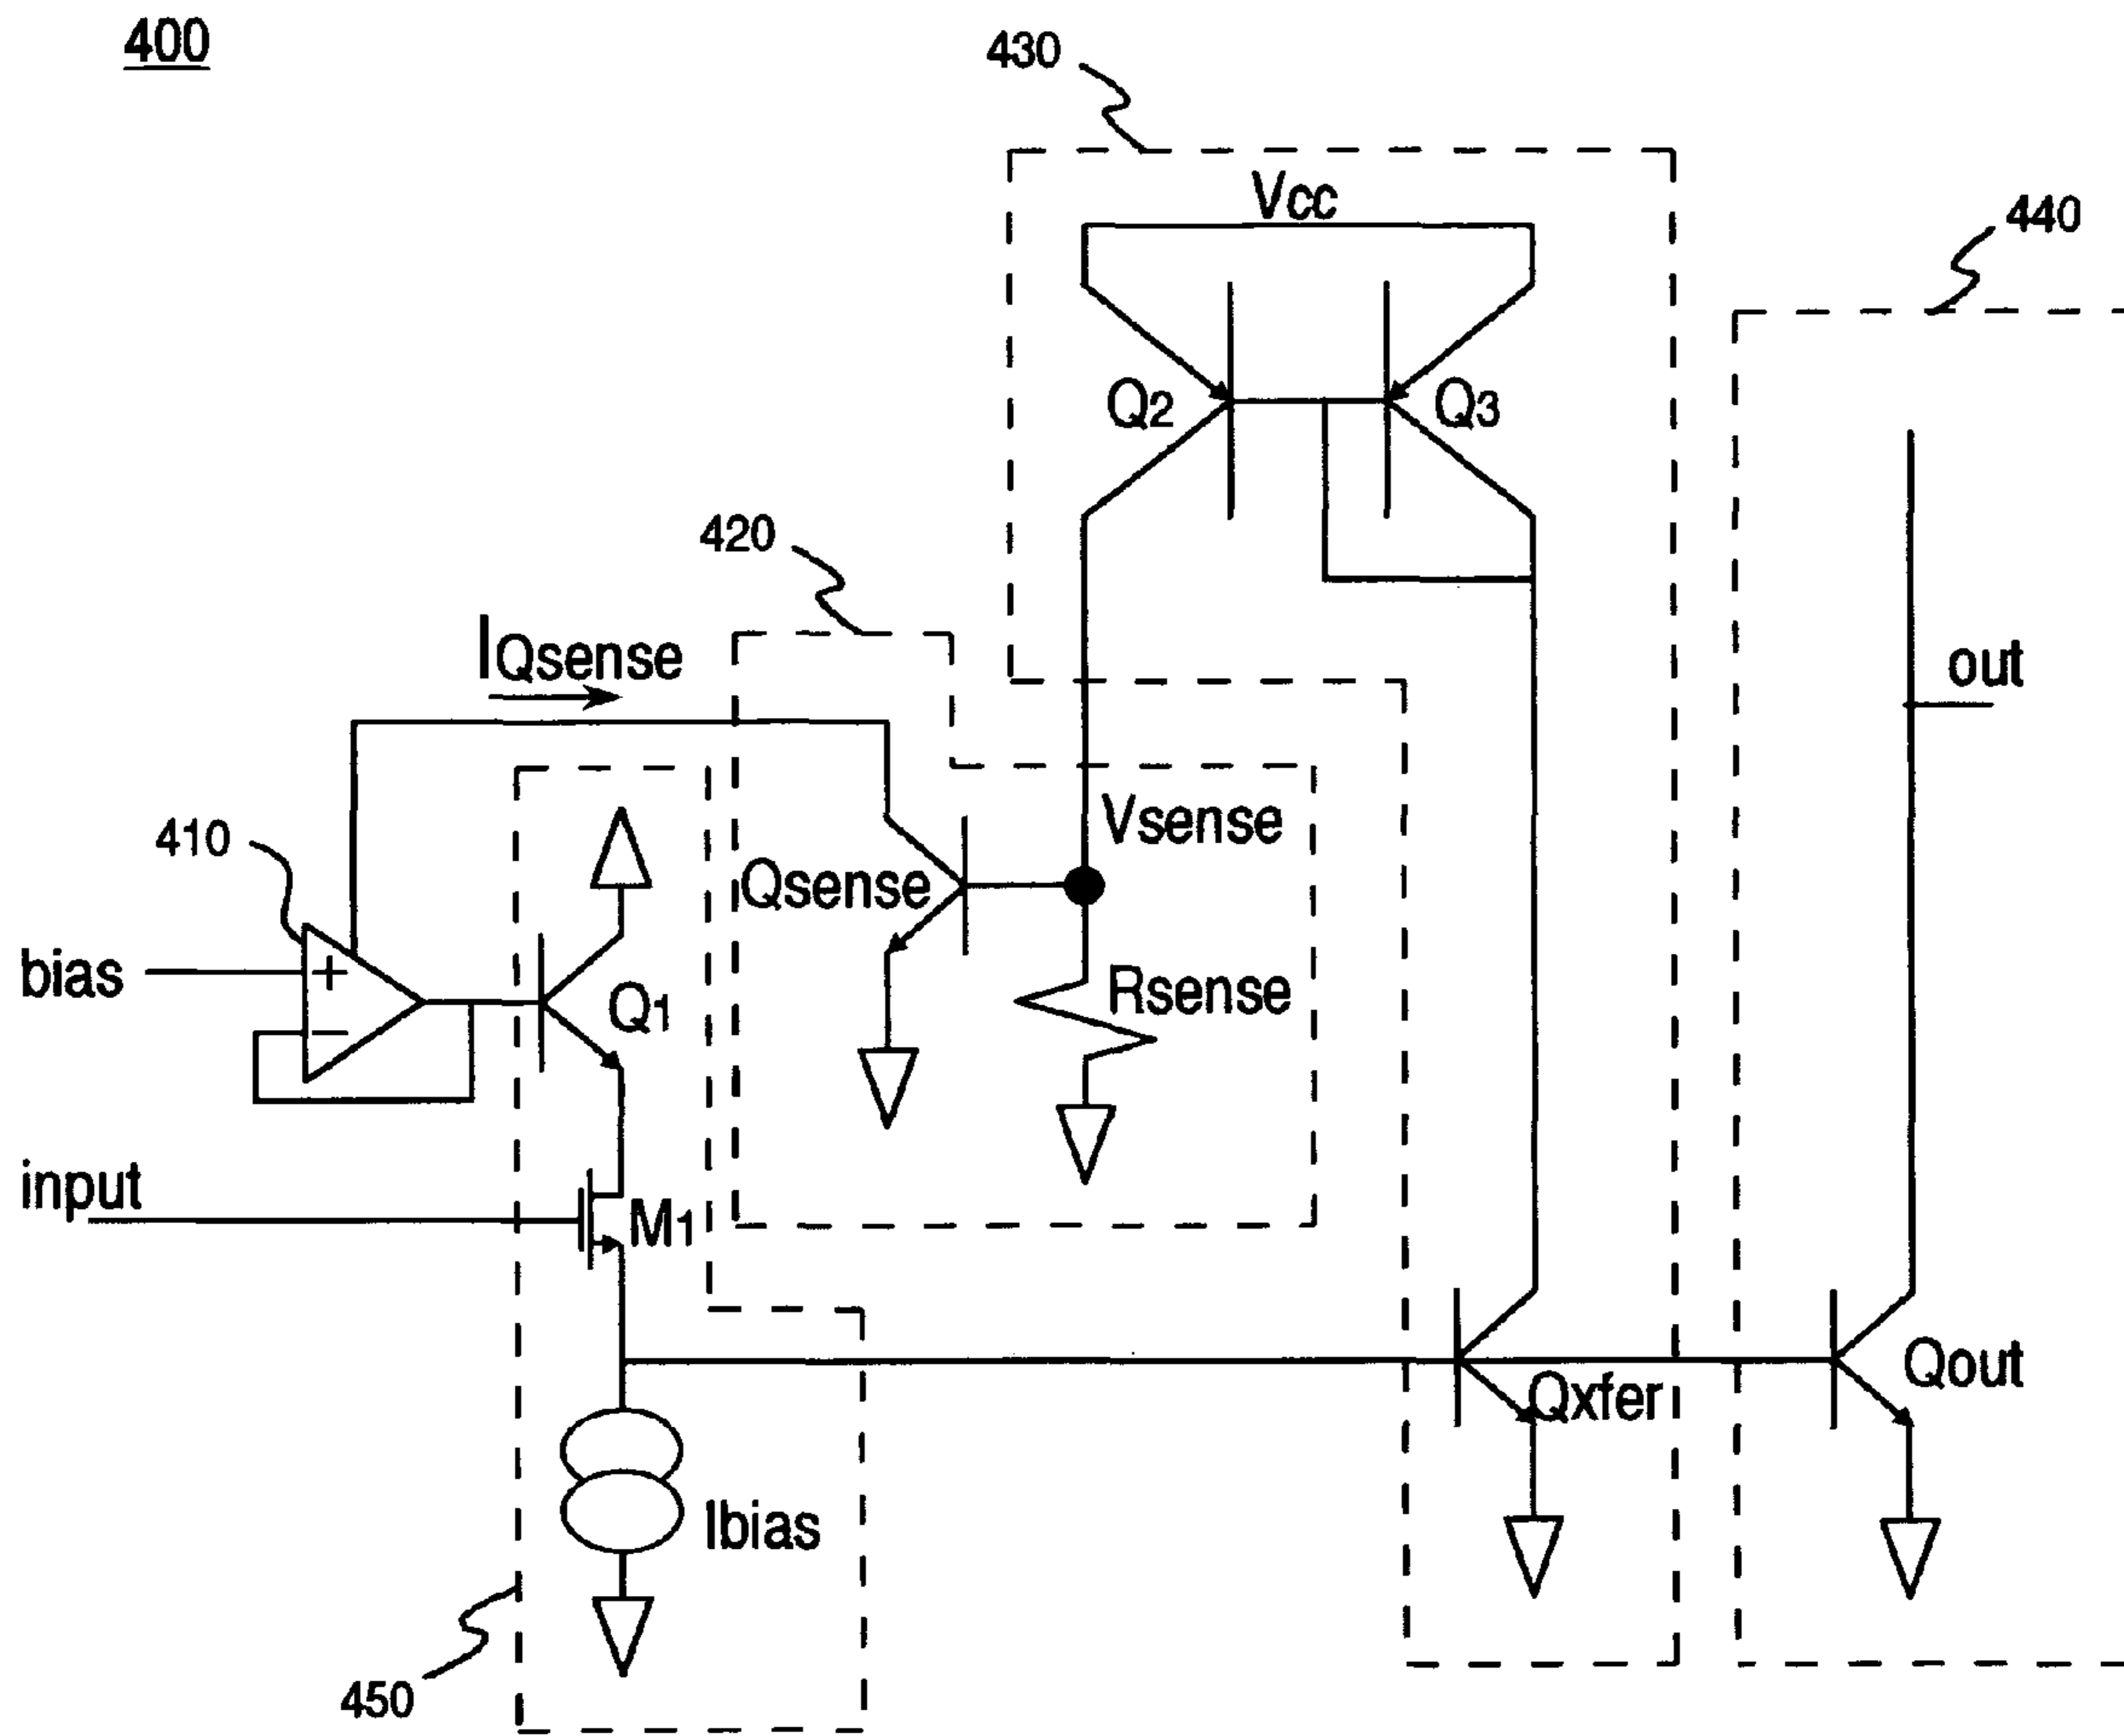 400
430
Vcc
440
Q2
Q3
420
IQsense
out
410
Vsense
Qsense
bias
+
−
Q1
Rsense
input
M1
Qxfer
Qout
Ibias
450